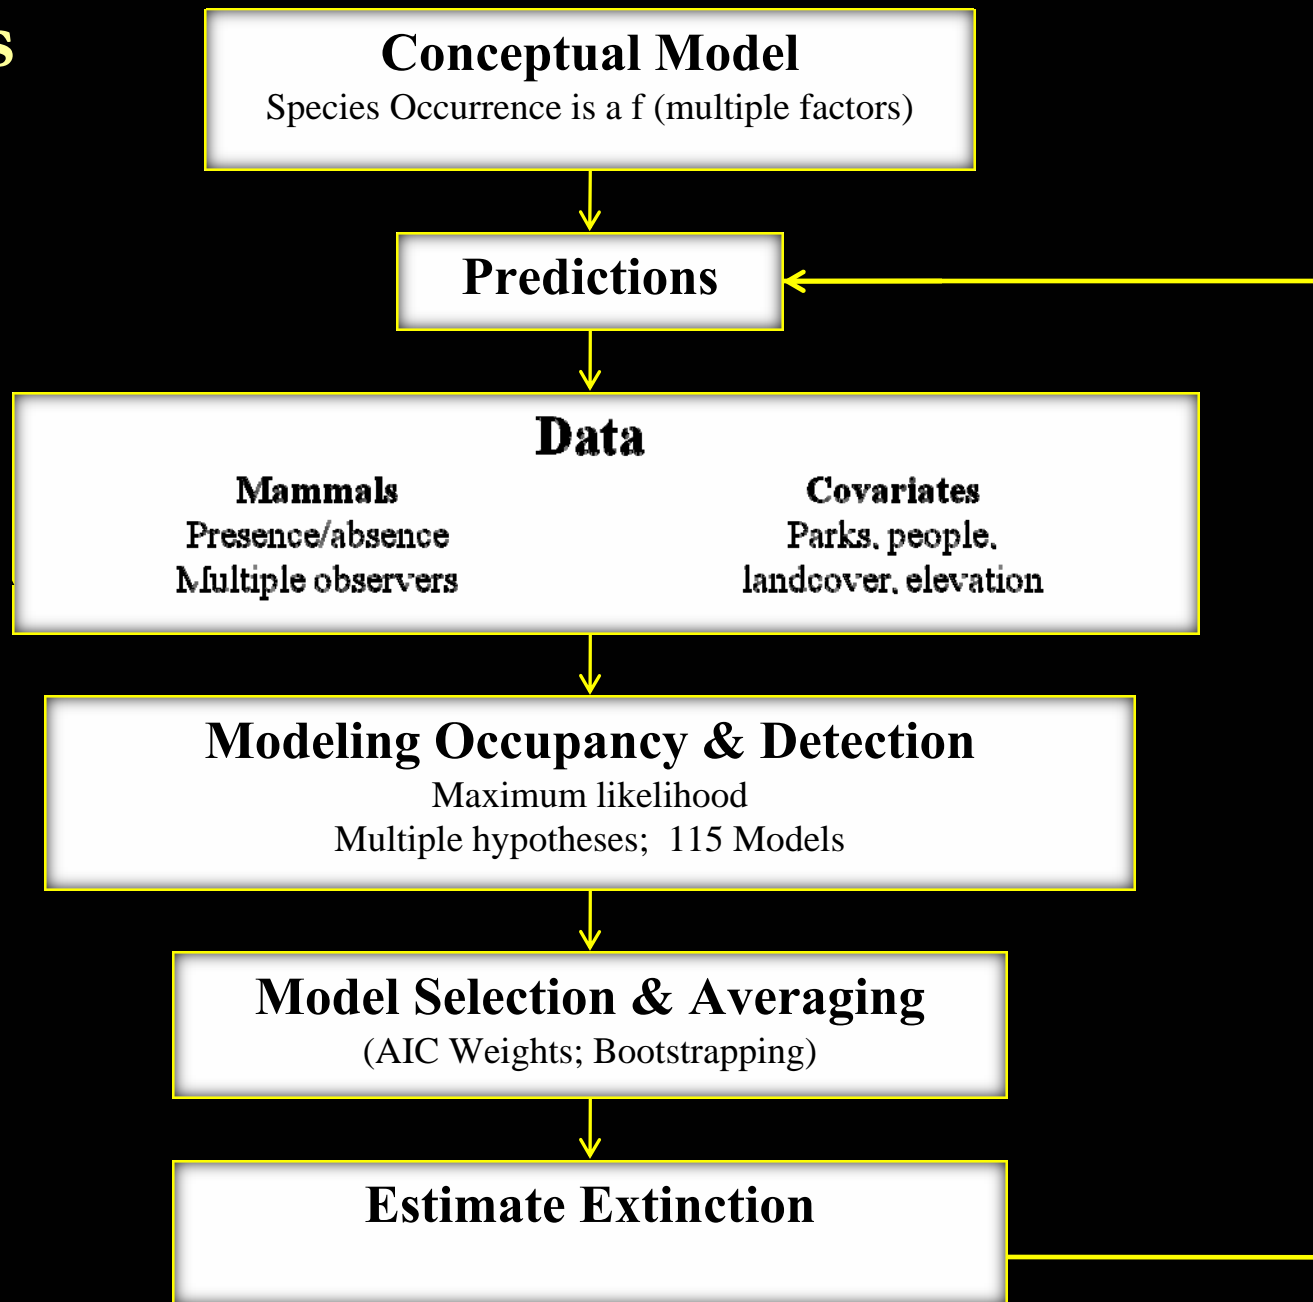 s
Conceptual Model
Species Occurrence is a f (multiple factors)
Predictions
Data
Mammals
Presence/absence
Multiple observers
Covariates
Parks, people,
landcover, elevation
Modeling Occupancy & Detection
Maximum likelihood
Multiple hypotheses;  115 Models
Model Selection & Averaging
(AIC Weights; Bootstrapping)
Estimate Extinction